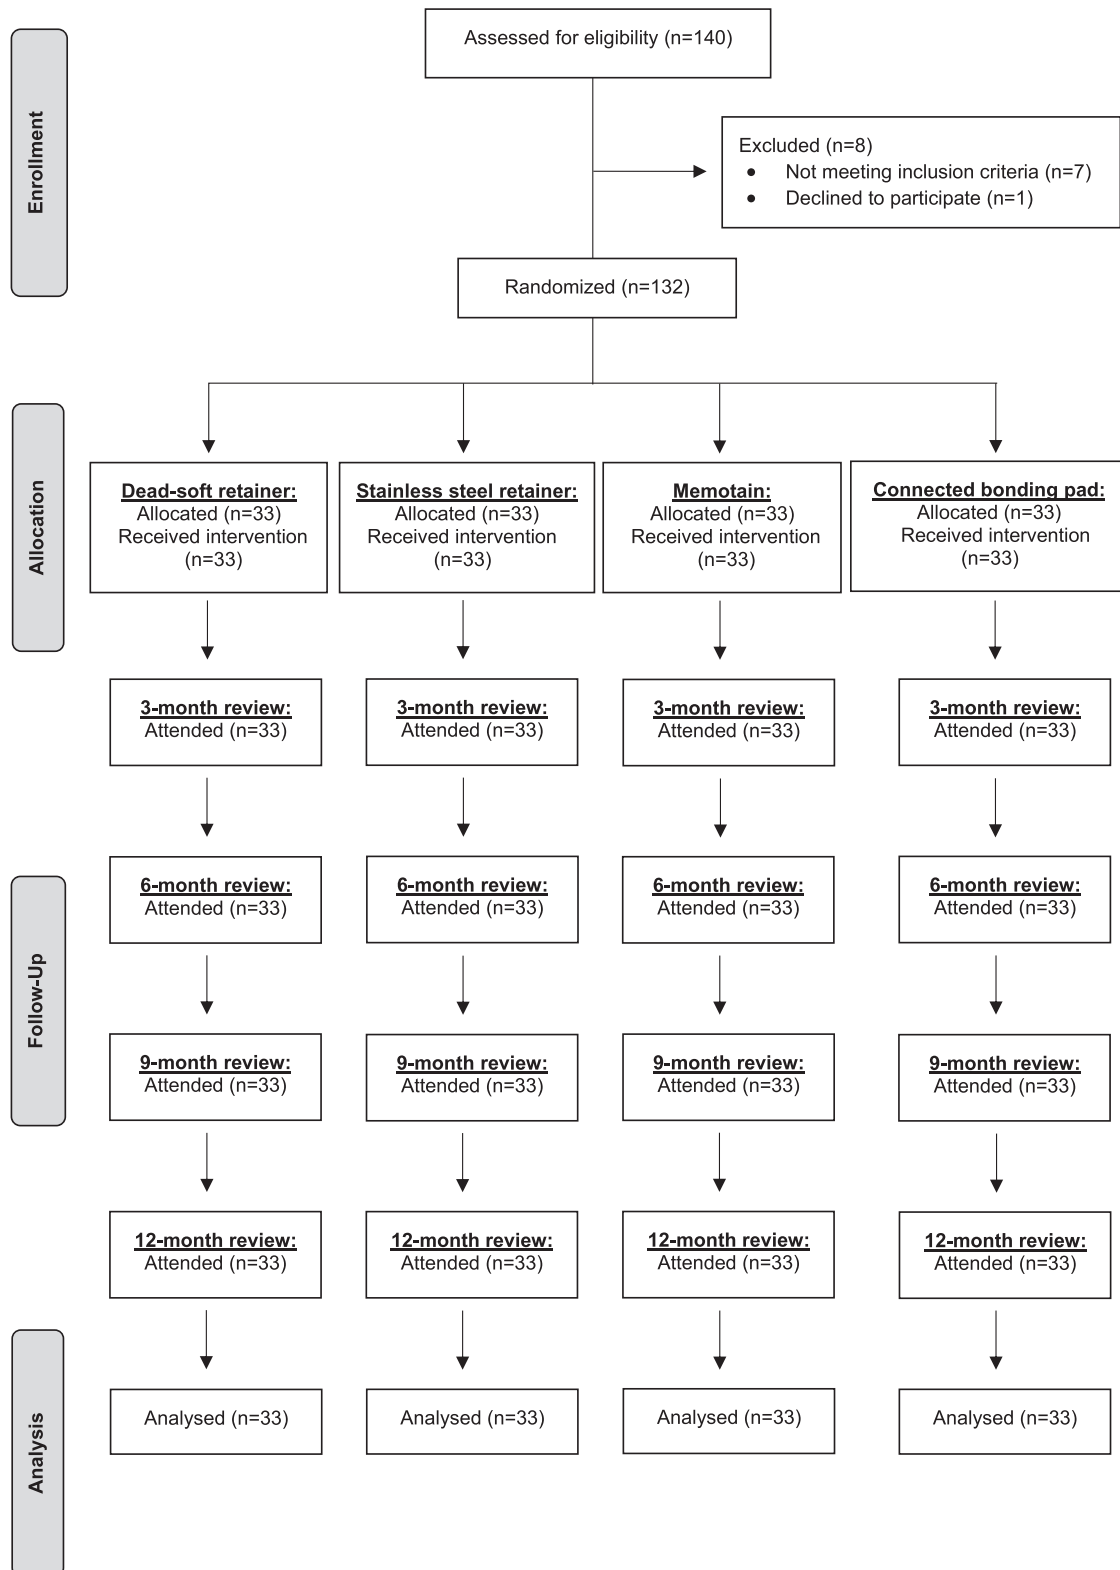 Enrollment
Assessed for eligibility (n=140)
Excluded (n=8)
● Not meeting inclusion criteria (n=7)
● Declined to participate (n=1)
Randomized (n=132)
Allocation
Dead-soft retainer:
Allocated (n=33)
Received intervention
(n=33)
Stainless steel retainer:
Allocated (n=33)
Received intervention
(n=33)
Memotain:
Allocated (n=33)
Received intervention
(n=33)
Connected bonding pad:
Allocated (n=33)
Received intervention
(n=33)
Follow-Up
3-month review:
Attended (n=33)
3-month review:
Attended (n=33)
3-month review:
Attended (n=33)
3-month review:
Attended (n=33)
6-month review:
Attended (n=33)
6-month review:
Attended (n=33)
6-month review:
Attended (n=33)
6-month review:
Attended (n=33)
9-month review:
Attended (n=33)
9-month review:
Attended (n=33)
9-month review:
Attended (n=33)
9-month review:
Attended (n=33)
12-month review:
Attended (n=33)
12-month review:
Attended (n=33)
12-month review:
Attended (n=33)
12-month review:
Attended (n=33)
Analysis
Analysed (n=33)
Analysed (n=33)
Analysed (n=33)
Analysed (n=33)